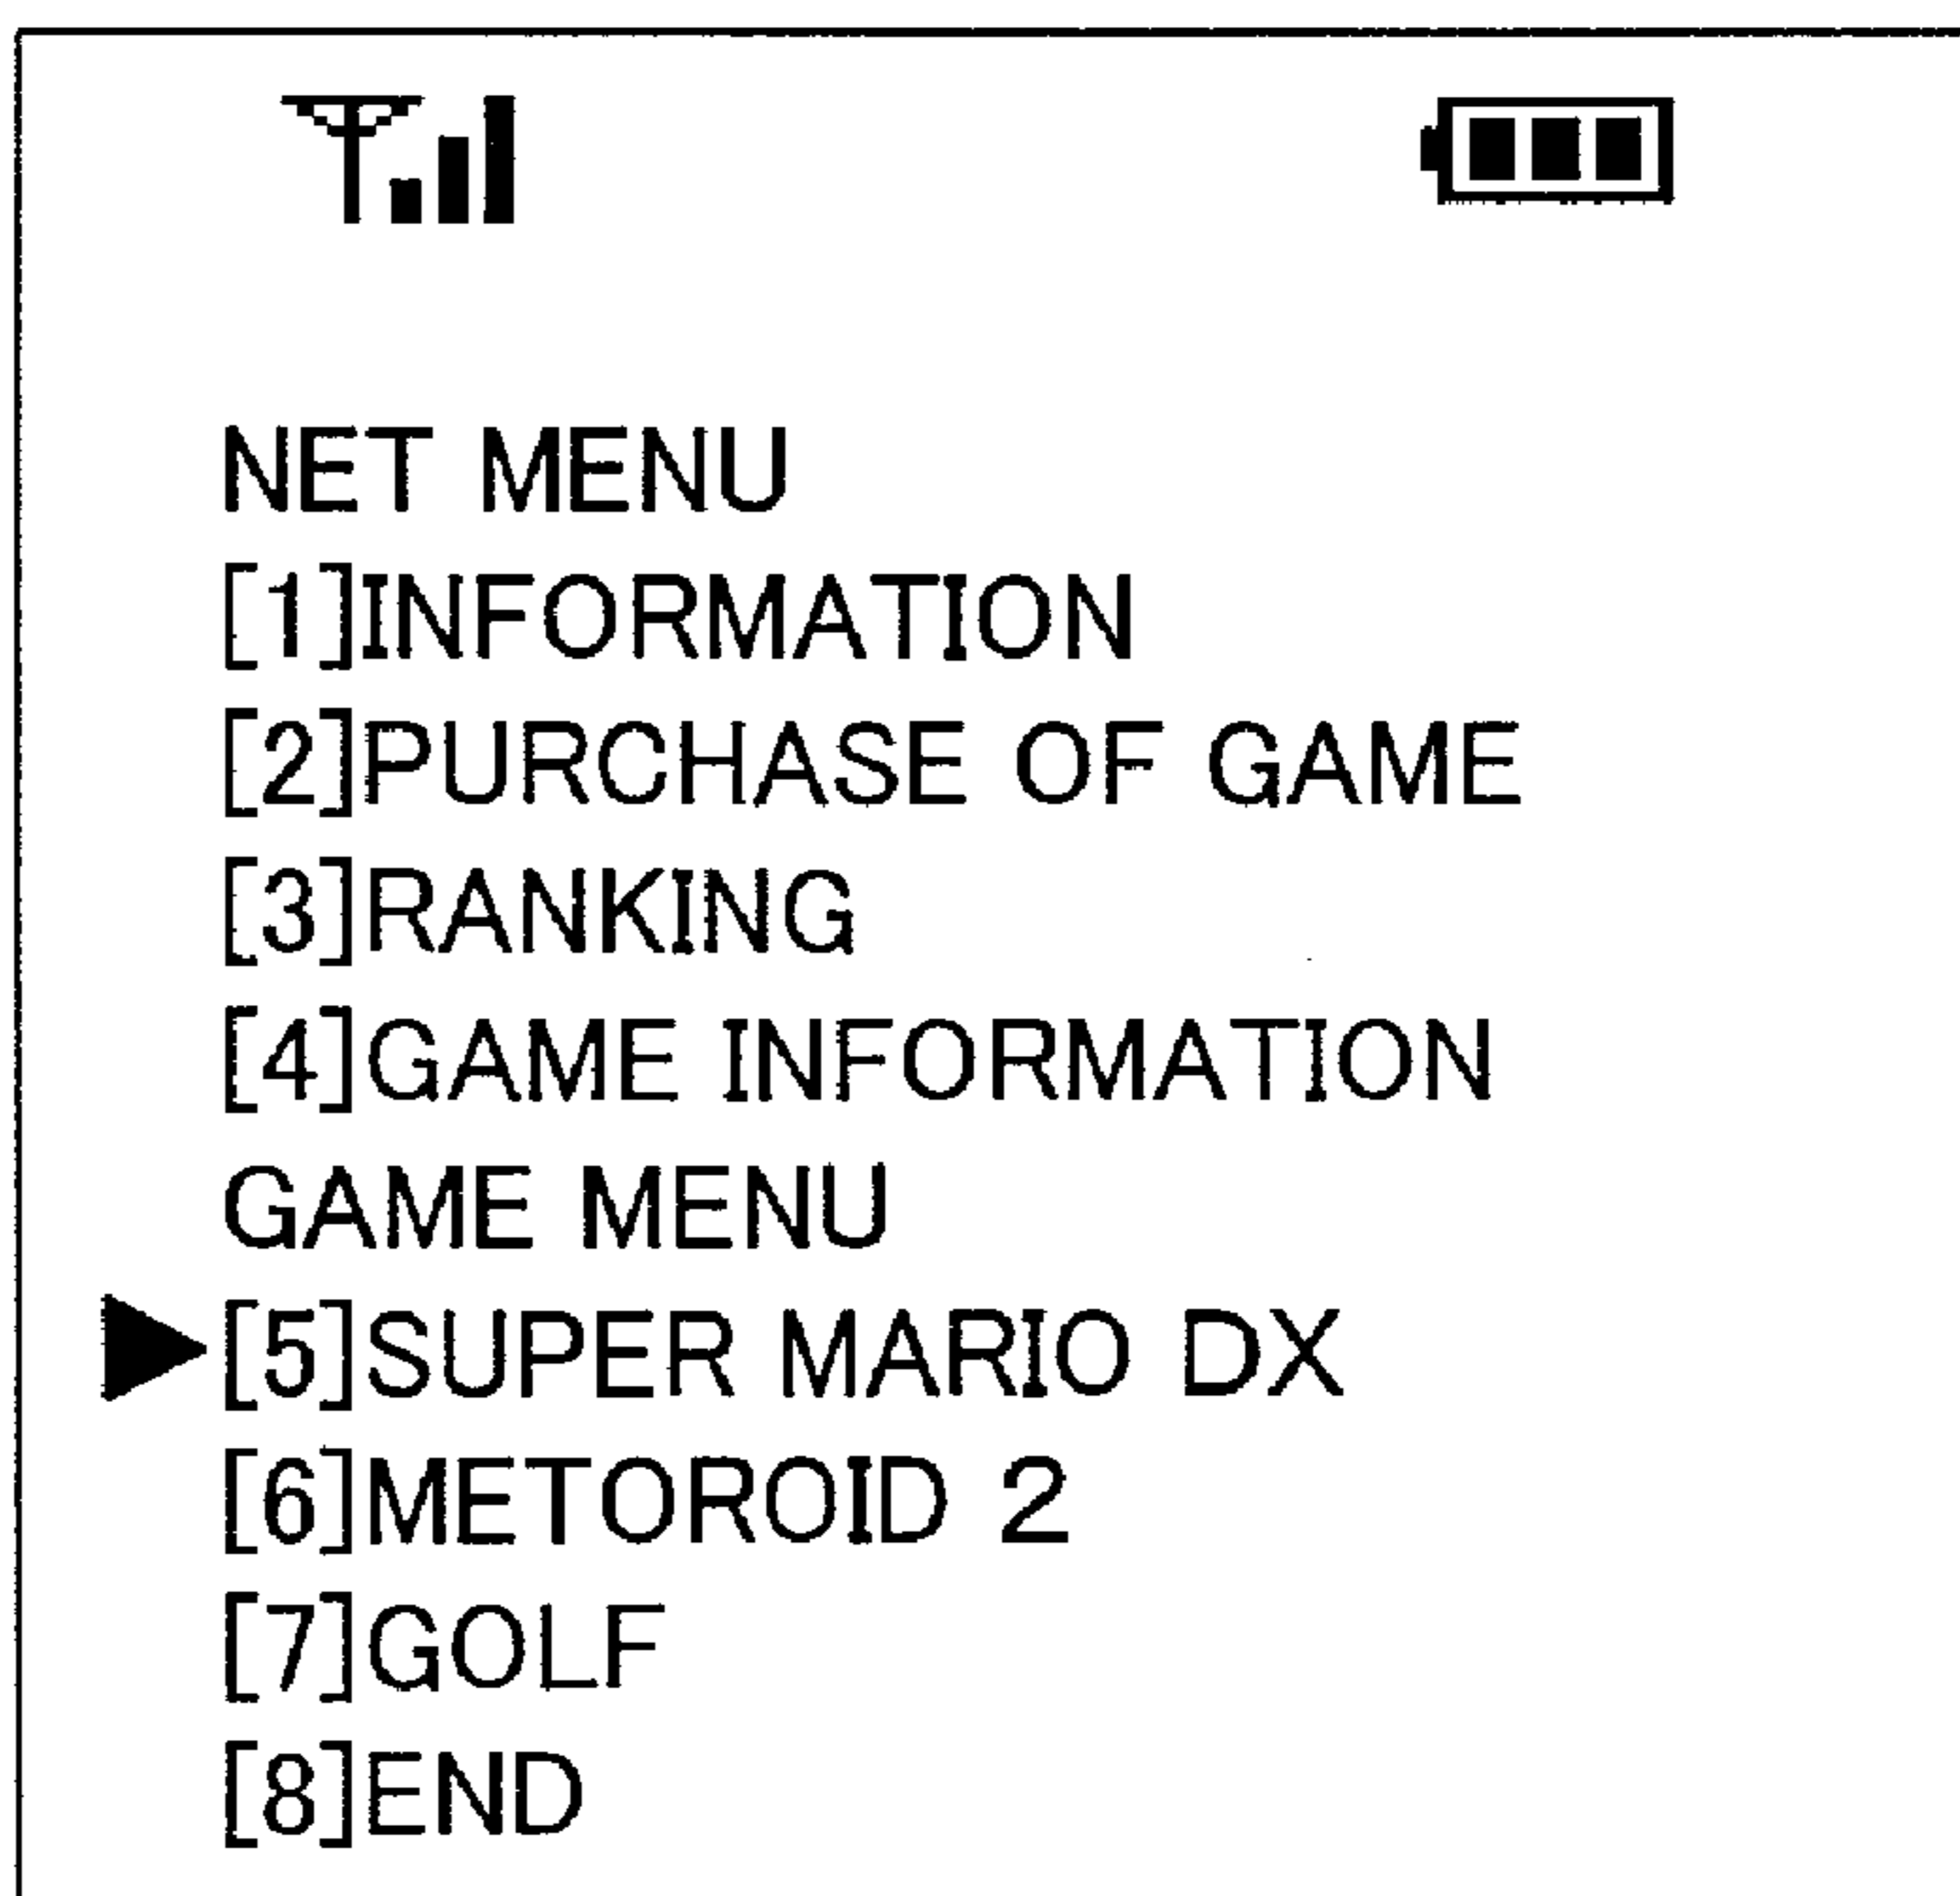 NET MENU
[1]INFORMATION
[2]PURCHASE OF GAME
[3]RANKING
[4]GAME INFORMATION
GAME MENU
[5]SUPER MARIO DX
[6]METOROID 2
[7]GOLF
[8]END